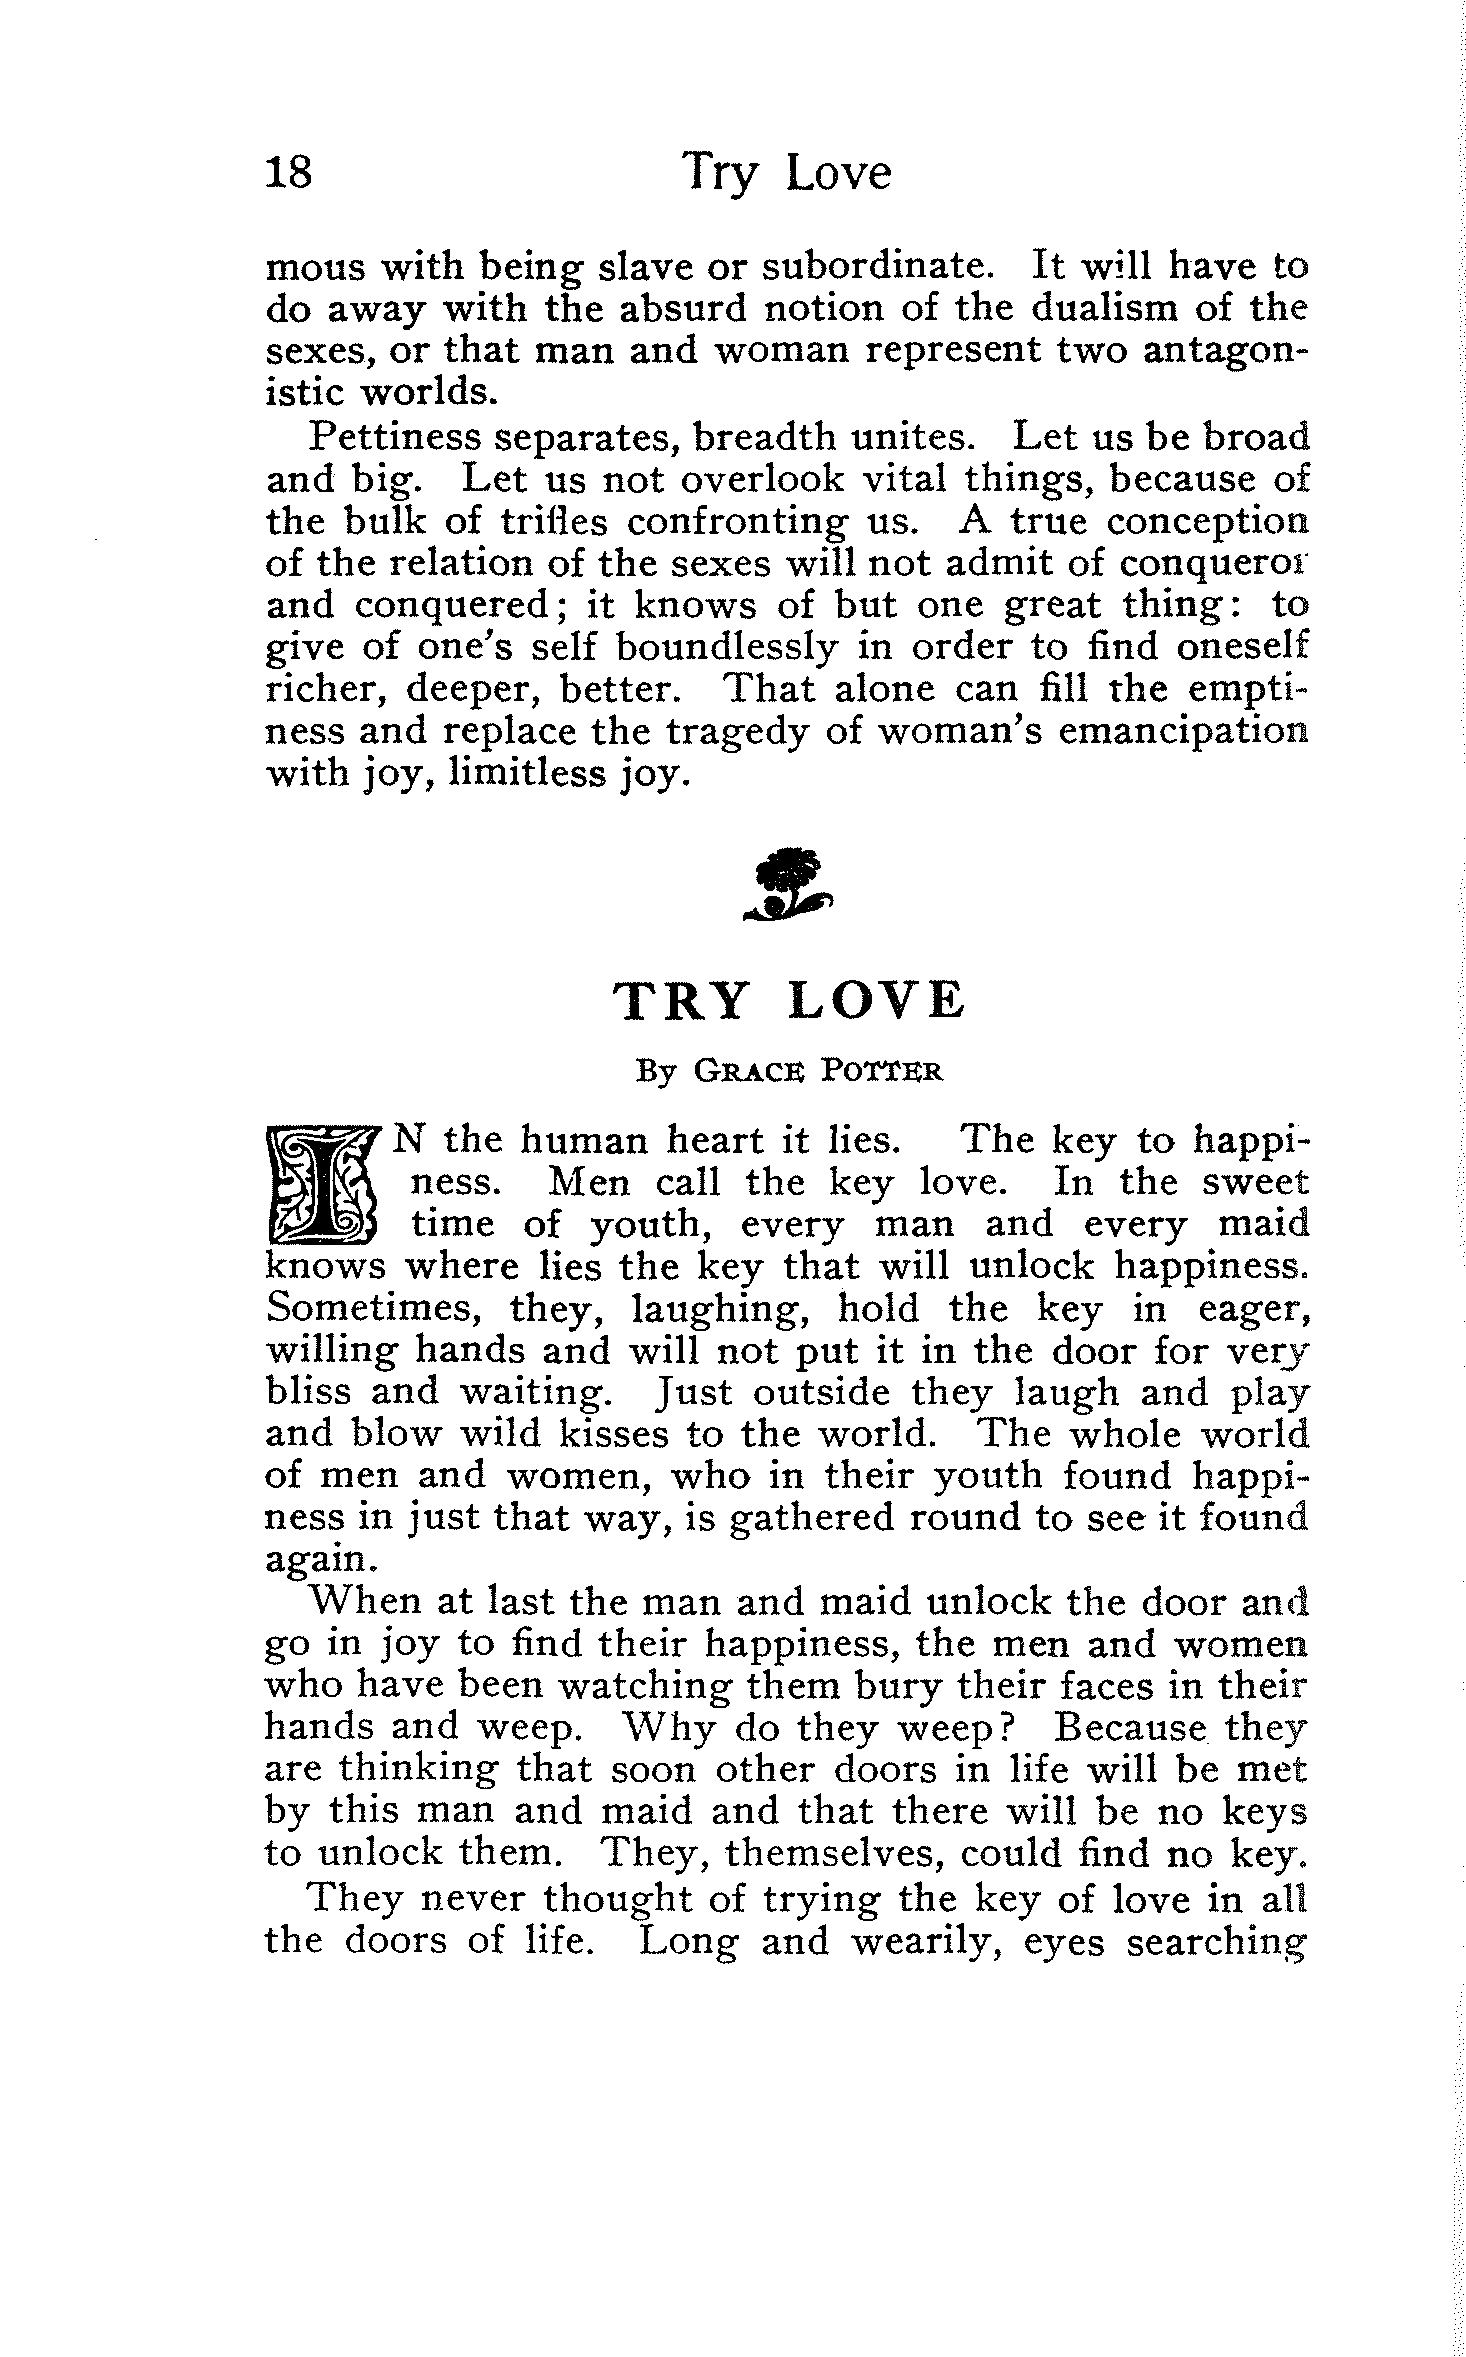 18 Try Love
mous with being slave or subordinate. It will have to
do away with the absurd notion of the dualism of the
sexes, or that man and woman represent two antagon-
istic worlds.
Pettiness separates, breadth unites. Let us be broad
and big. Let us not overlook vital things, because of
the bulk of trifles confronting us. A true conception
of the relation of the sexes will not admit of conqueror
and conquered; it knows of but one great thing: to
give of one's self boundlessly in order to find oneself
richer, deeper, better. That alone can fill the empti-
ness and replace the tragedy of woman's emancipation
with joy, limitless joy.
TRY LOVE
By GRACE POTTER
IN the human heart it lies. The key to happi-
ness. Men call the key love. In the sweet
time of youth, every man and every maid
knows where lies the key that will unlock happiness.
Sometimes, they, laughing, hold the key in eager,
willing hands and will not put it in the door for very
bliss and waiting. Just outside they laugh and play
and blow wild kisses to the world. The whole world
of men and women, who in their youth found happi-
ness in just that way, is gathered round to see it found
again.
When at last the man and maid unlock the door and
go in joy to find their happiness, the men and women
who have been watching them bury their faces in their
hands and weep. Why do they weep? Because they
are thinking that soon other doors in life will be met
by this man and maid and that there will be no keys
to unlock them. They, themselves, could find no key.
They never thought of trying the key of love in all
the doors of life. Long and wearily, eyes searching